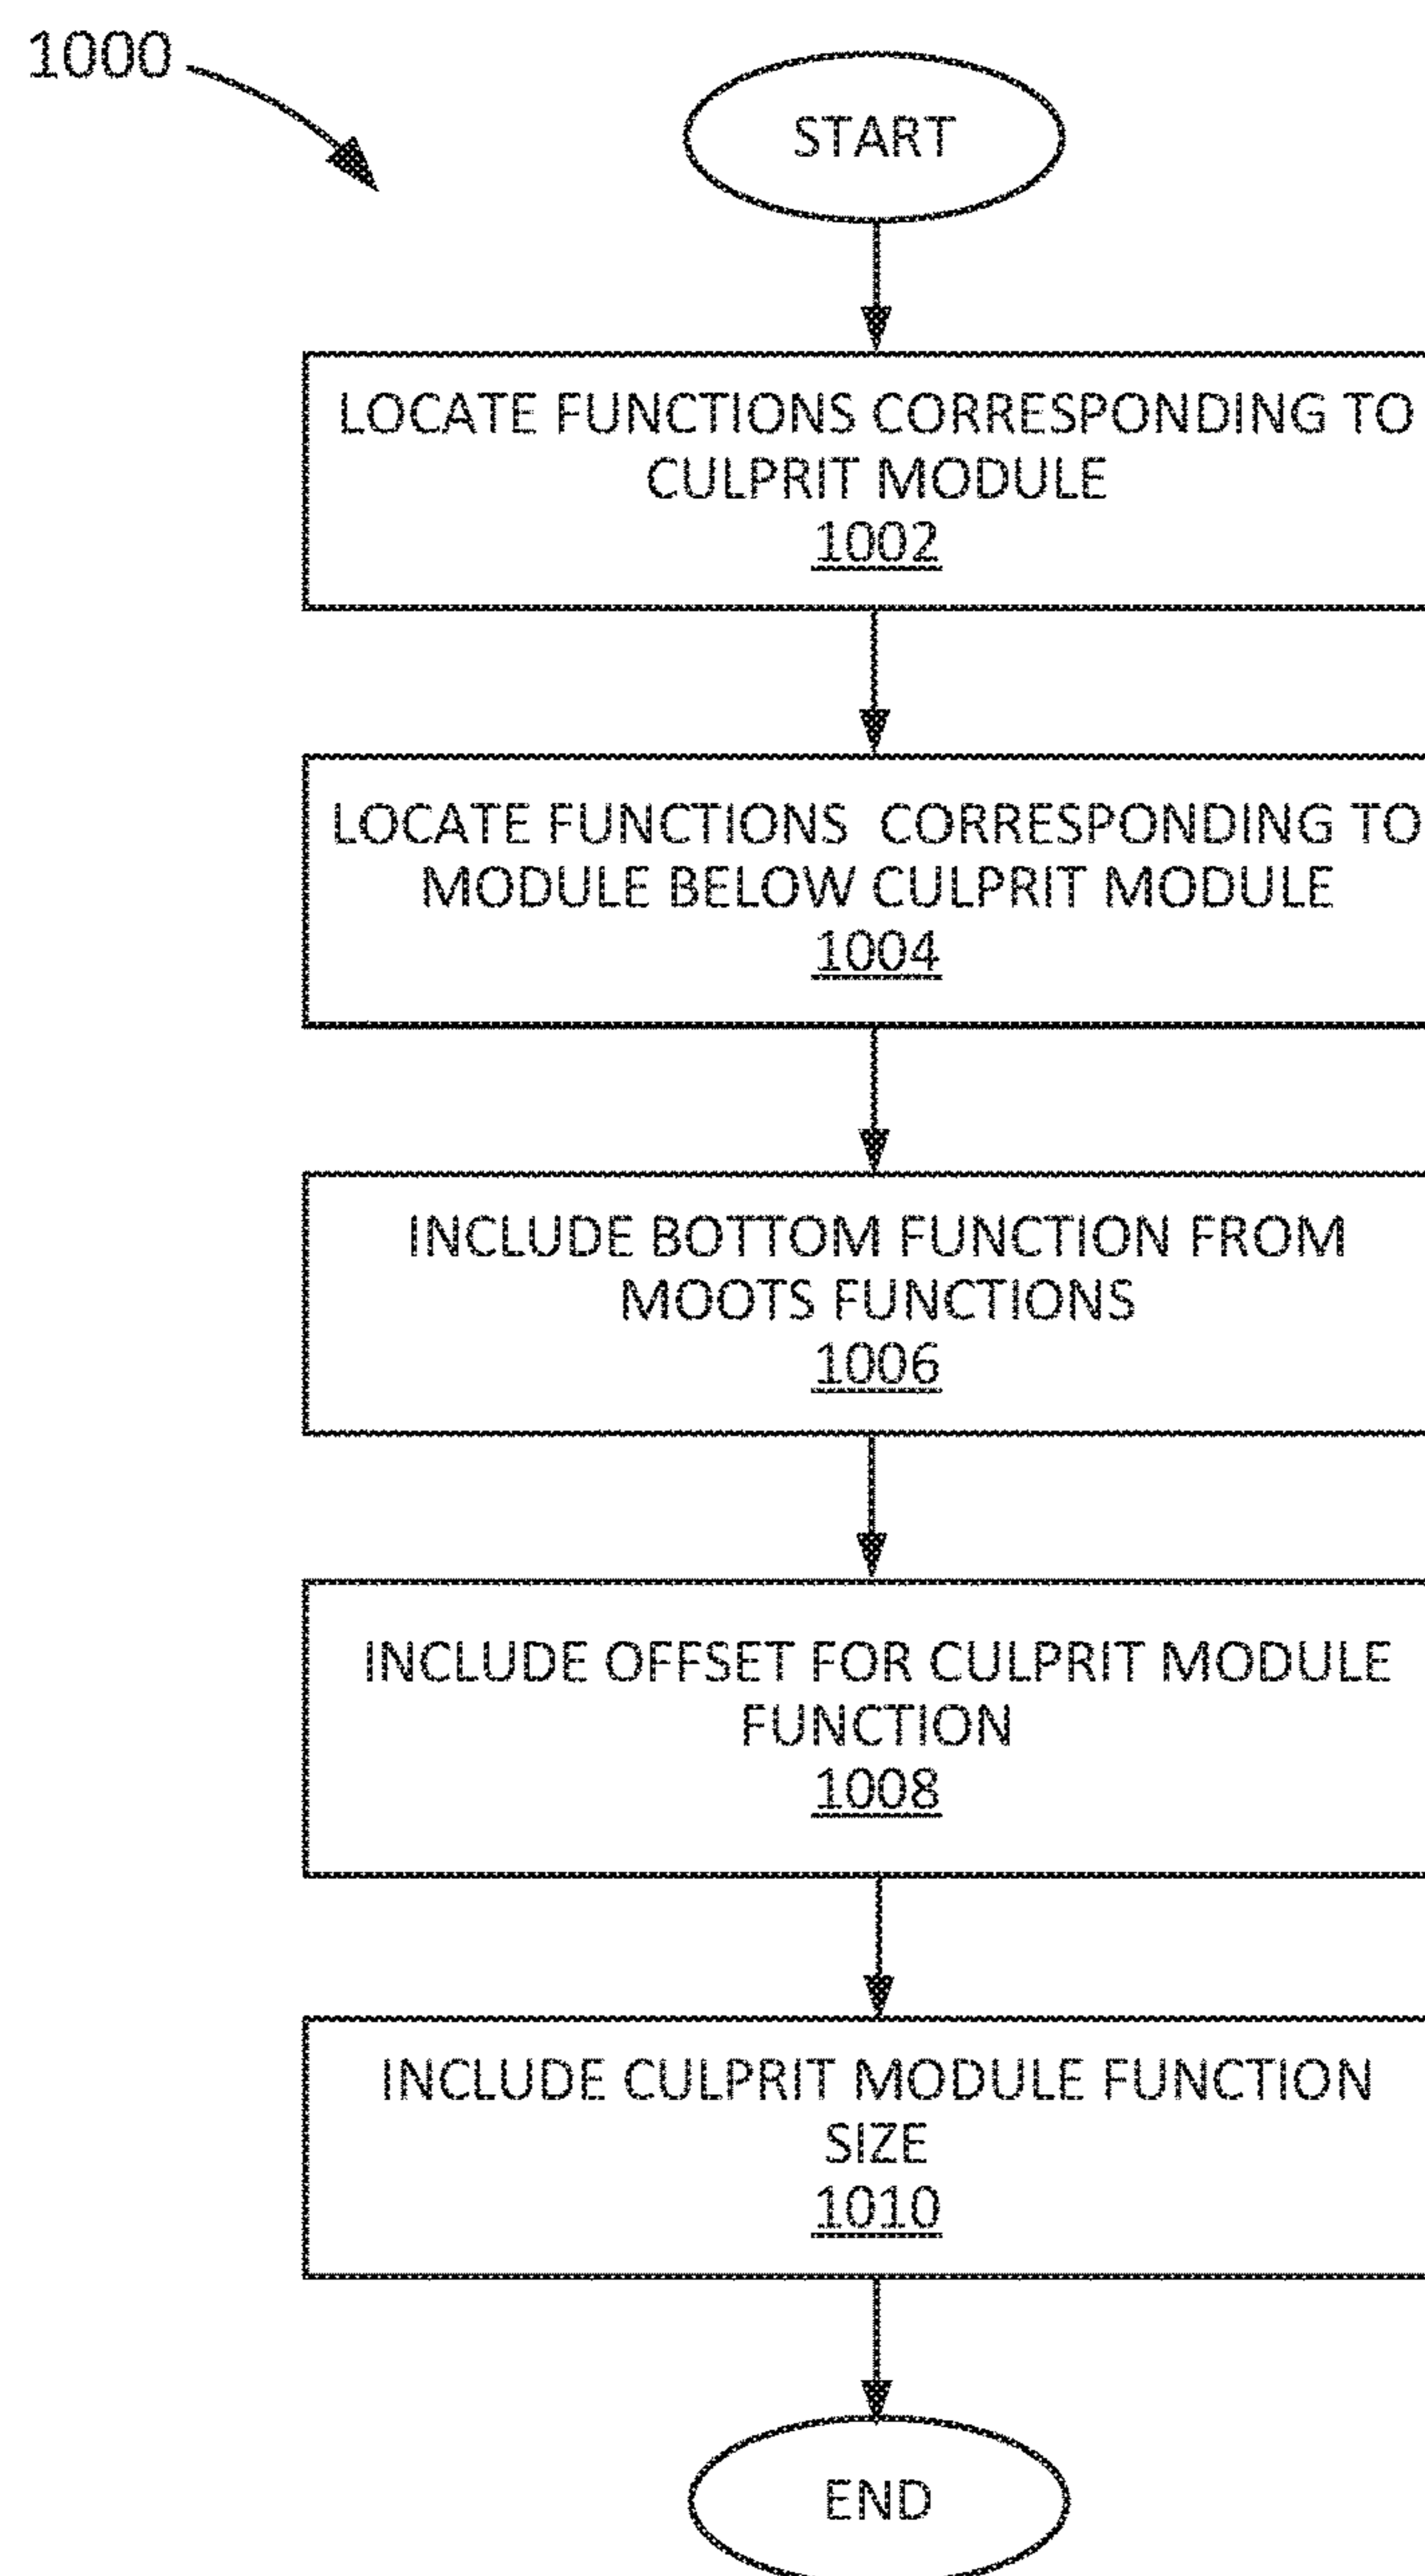 1000
START
LOCATE FUNCTIONS CORRESPONDING TO
CULPRIT MODULE
1002
LOCATE FUNCTIONS CORRESPONDING TO
MODULE BELOW CULPRIT MODULE
1004
INCLUDE BOTTOM FUNCTION FROM
MOOTS FUNCTIONS
1006
INCLUDE OFFSET FOR CULPRIT MODULE
FUNCTION
1008
INCLUDE CULPRIT MODULE FUNCTION
SIZE
1010
END